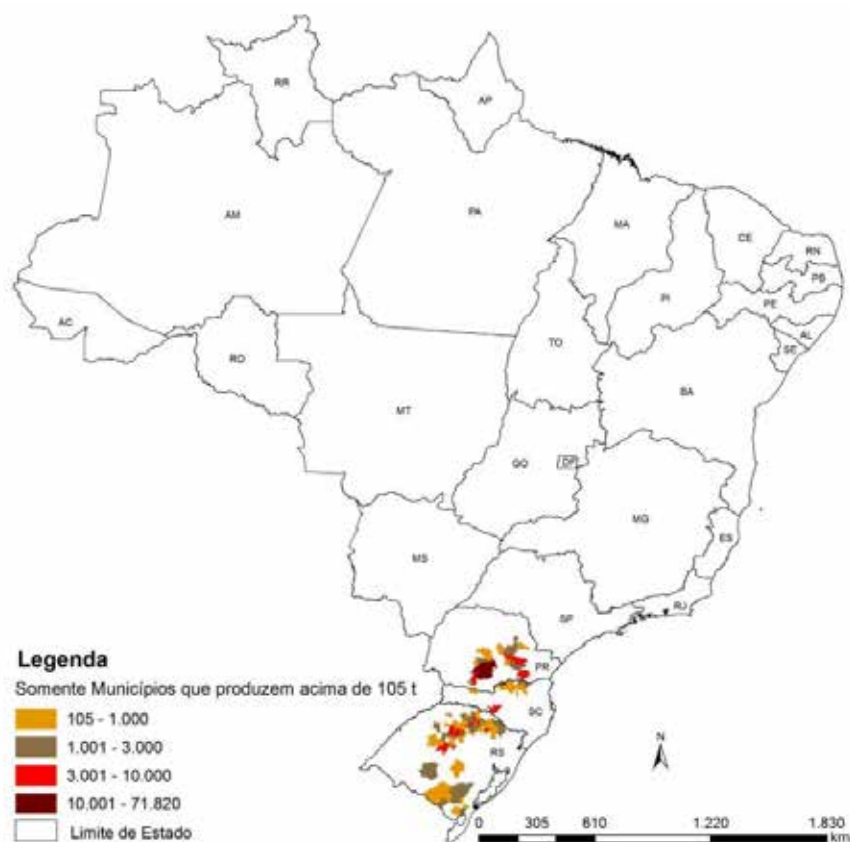 RR
AP
AM
PA
MA
CE
RN
PB
PE
PI
AL
SE
AC
TO
RO
BA
MT
GO
DF
MG
ES
MS
SP
RJ
PR
SC
RS
Legenda
Somente Municípios que produzem acima de 105 t
105 - 1.000
1.001 - 3.000
3.001 - 10.000
10.001 - 71.820
Limite de Estado
N
0 305 610 1.220 1.830
km